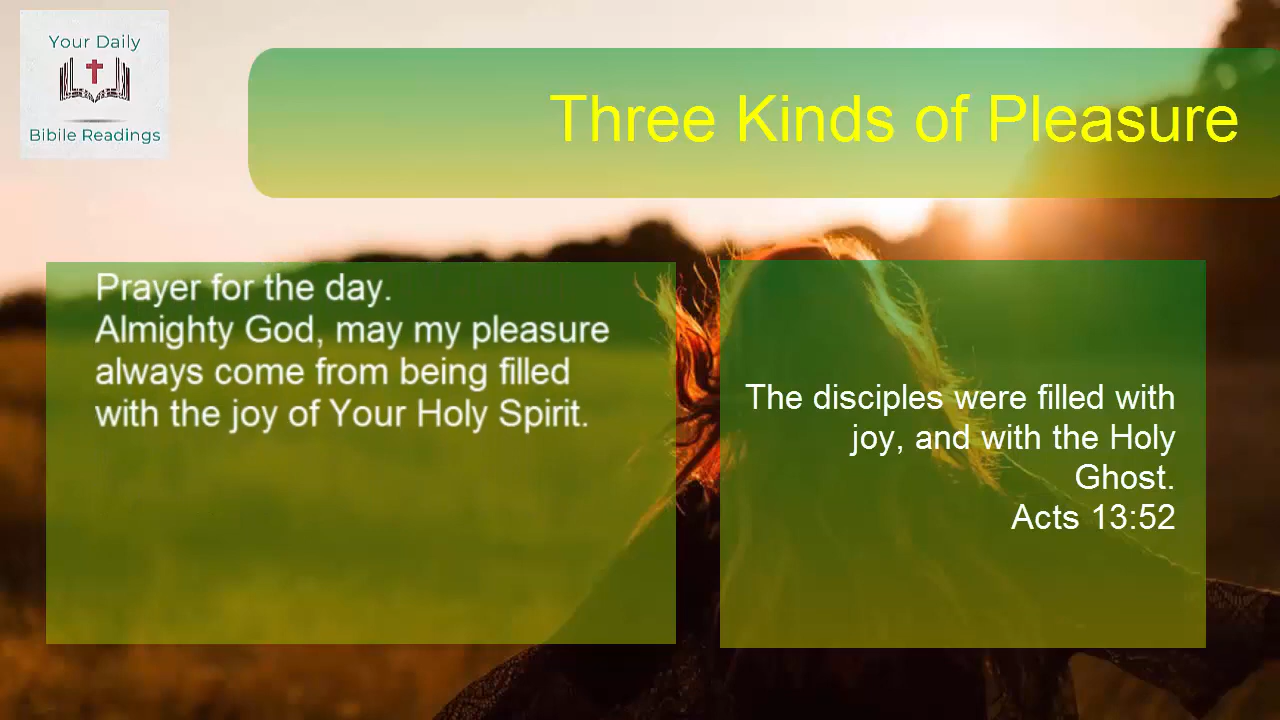 Your Daily
Bibile Readings
Three Kinds of Pleasure
Prayer for the day.
Almighty God, may my pleasure
always come from being filled
with the joy of Your Holy Spirit.
The disciples were filled with
joy, and with the Holy
Ghost.
Acts 13:52